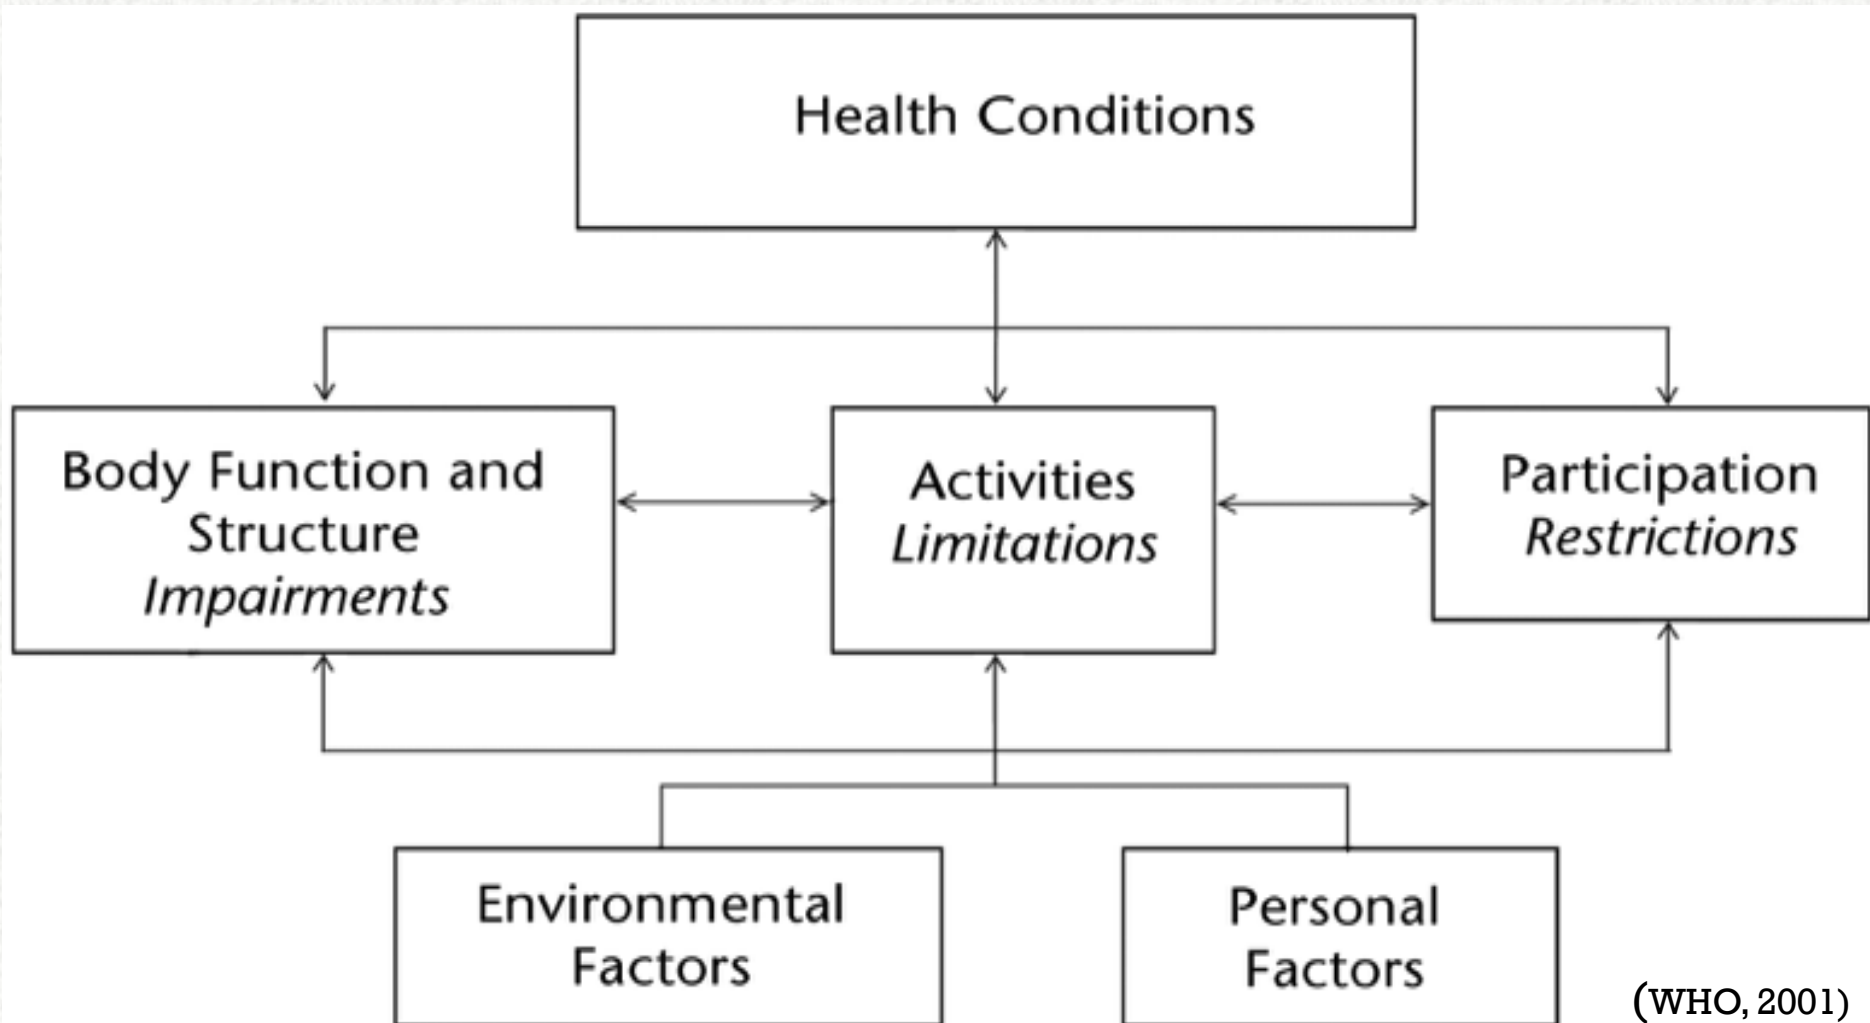 Health Conditions
Body Function and
Structure
Impairments
Activities
Limitations
Participation
Restrictions
Environmental
Factors
Personal
Factors
(WHO, 2001)